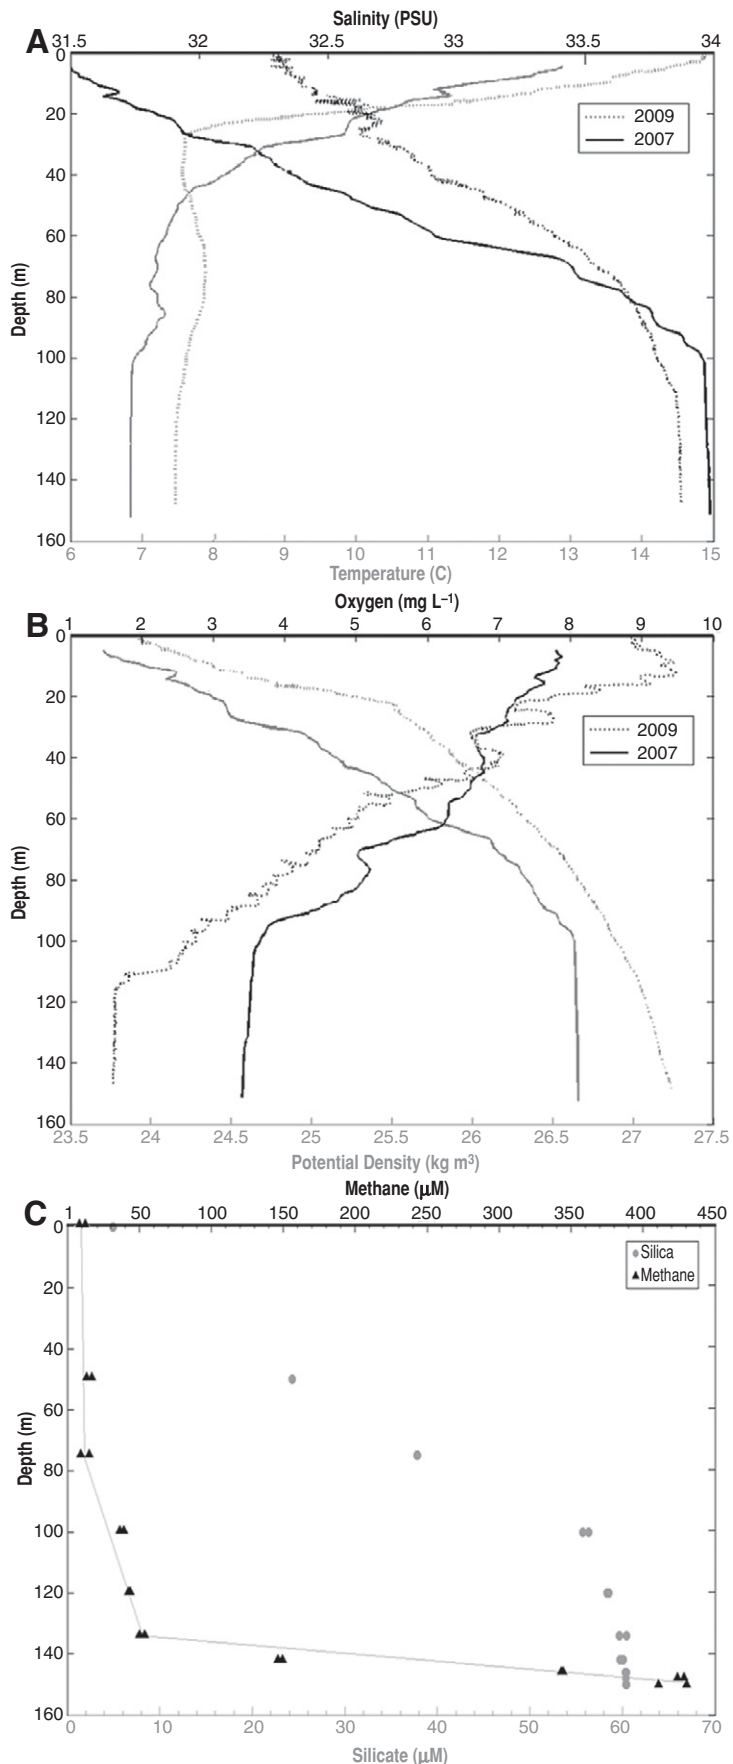 Salinity (PSU)
A
31.5 32 32.5 33 33.5 34
0
20
40
60
80
100
120
140
160
Depth (m)
2009
2007
6 7 8 9 10 11 12 13 14 15
Temperature (C)
Oxygen (mg L–1)
B
1 2 3 4 5 6 7 8 9 10
0
20
40
60
80
100
120
140
160
Depth (m)
2009
2007
23.5 24 24.5 25 25.5 26 26.5 27 27.5
Potential Density (kg m3)
Methane (μM)
C
1 50 100 150 200 250 300 350 400 450
0
20
40
60
80
100
120
140
160
Depth (m)
Silica
Methane
0 10 20 30 40 50 60 70
Silicate (μM)